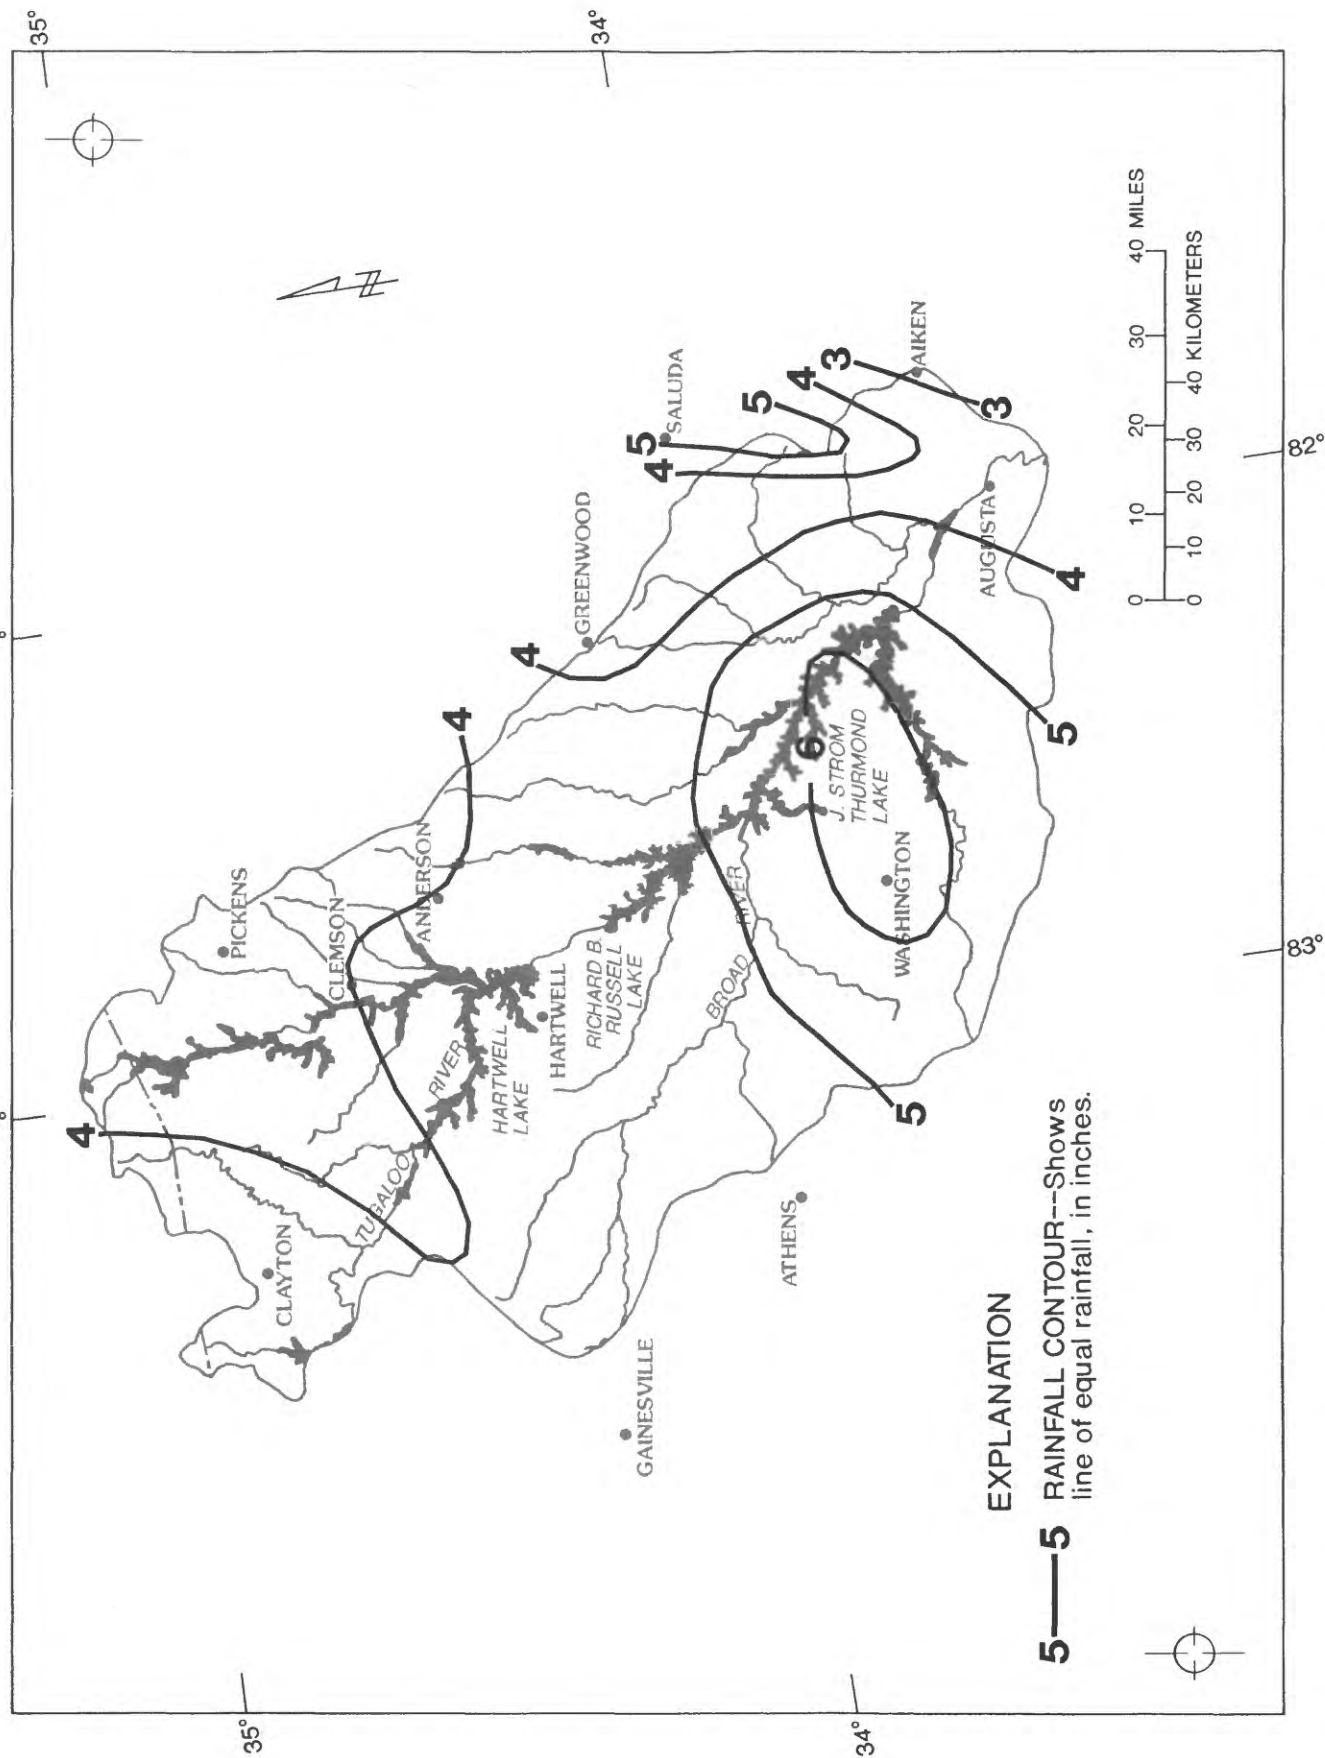 4
35°
CLAYTON
PICKENS
35°
CLEMSON
ANDERSON
TUGALOO
RIVER
4
HARTWELL
LAKE
HARTWELL
4
GREENWOOD
RICHARD B.
RUSSELL
LAKE
34°
GAINESVILLE
5
4
SALUDA
BROAD
RIVER
5
ATHENS
6
4
3
J. STROM
THURMOND
LAKE
WASHINGTON
5
AIKEN
AUGUSTA
3
34°
5
4
EXPLANATION
5 5 RAINFALL CONTOUR--Shows
line of equal rainfall, in inches.
0 10 20 30 40 MILES
0 10 20 30 40 KILOMETERS
83°
82°